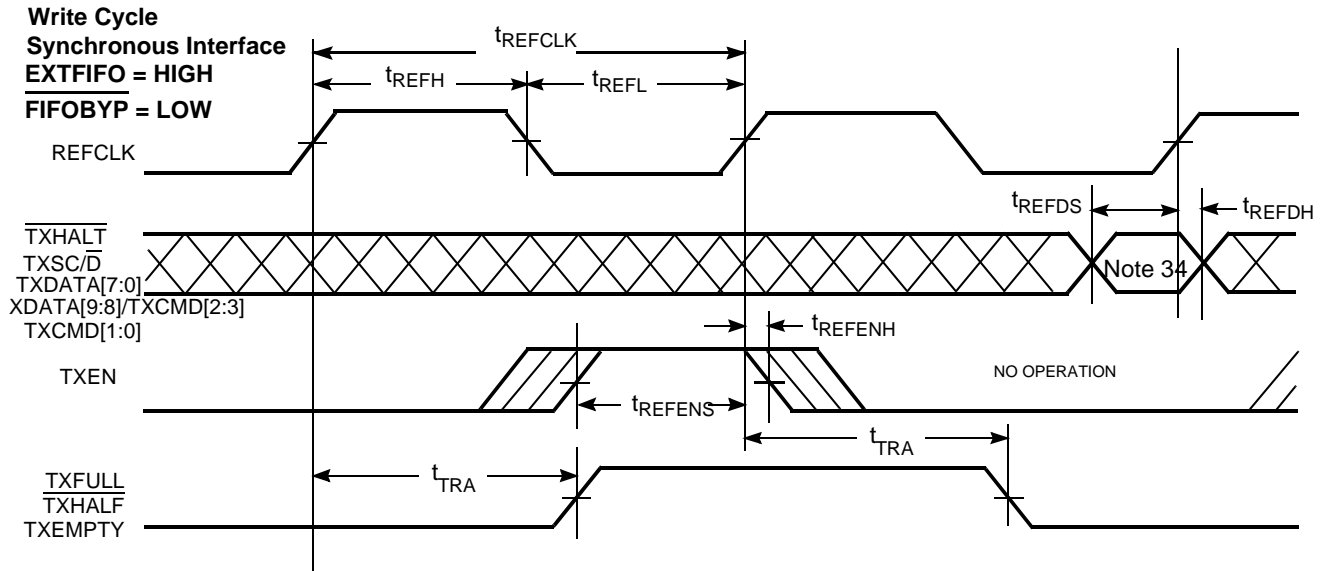 Write Cycle
Synchronous Interface
EXTFIFO = HIGH
FIFOBYP = LOW
tREFCLK
tREFH
tREFL
REFCLK
tREFDS
tREFDH
TXHALT
TXSC/D
TXDATA[7:0]
XDATA[9:8]/TXCMD[2:3]
TXCMD[1:0]
Note 34
tREFENH
TXEN
NO OPERATION
tREFENS
tTRA
tTRA
TXFULL
TXHALF
TXEMPTY